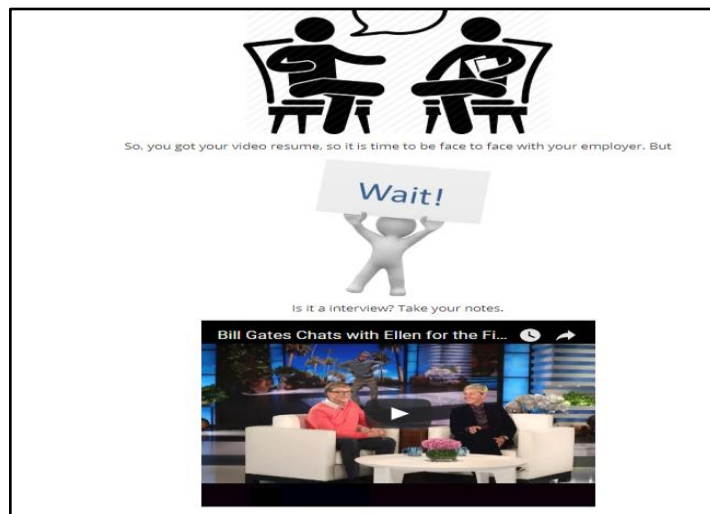 So, you got your video resume, so it is time to be face to face with your employer. But
Wait!
Is it a interview? Take your notes.
Bill Gates Chats with Ellen for the Fi...